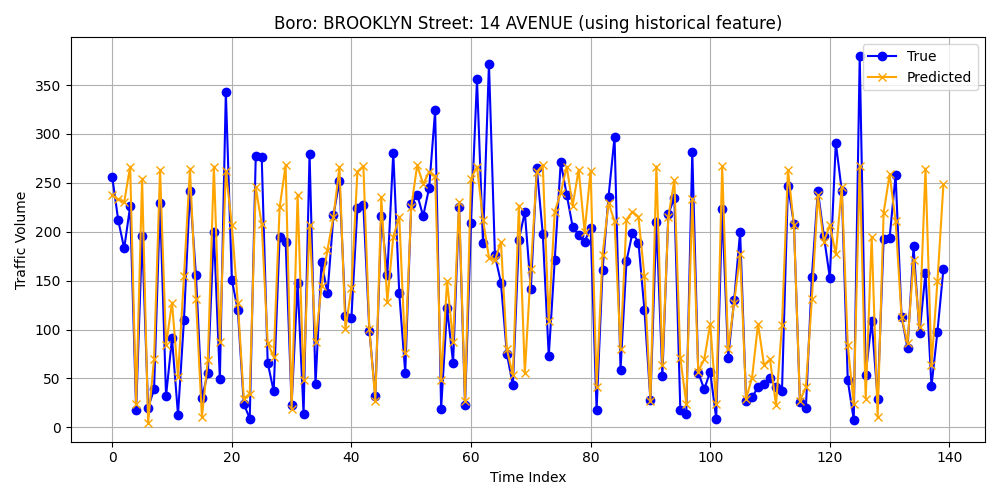 Boro: BROOKLYN Street: 14 AVENUE (using historical feature)
True
Predicted
Traffic Volume
350
300
250
200
150
100
50
0
0 20 40 60 80 100 120 140
Time Index